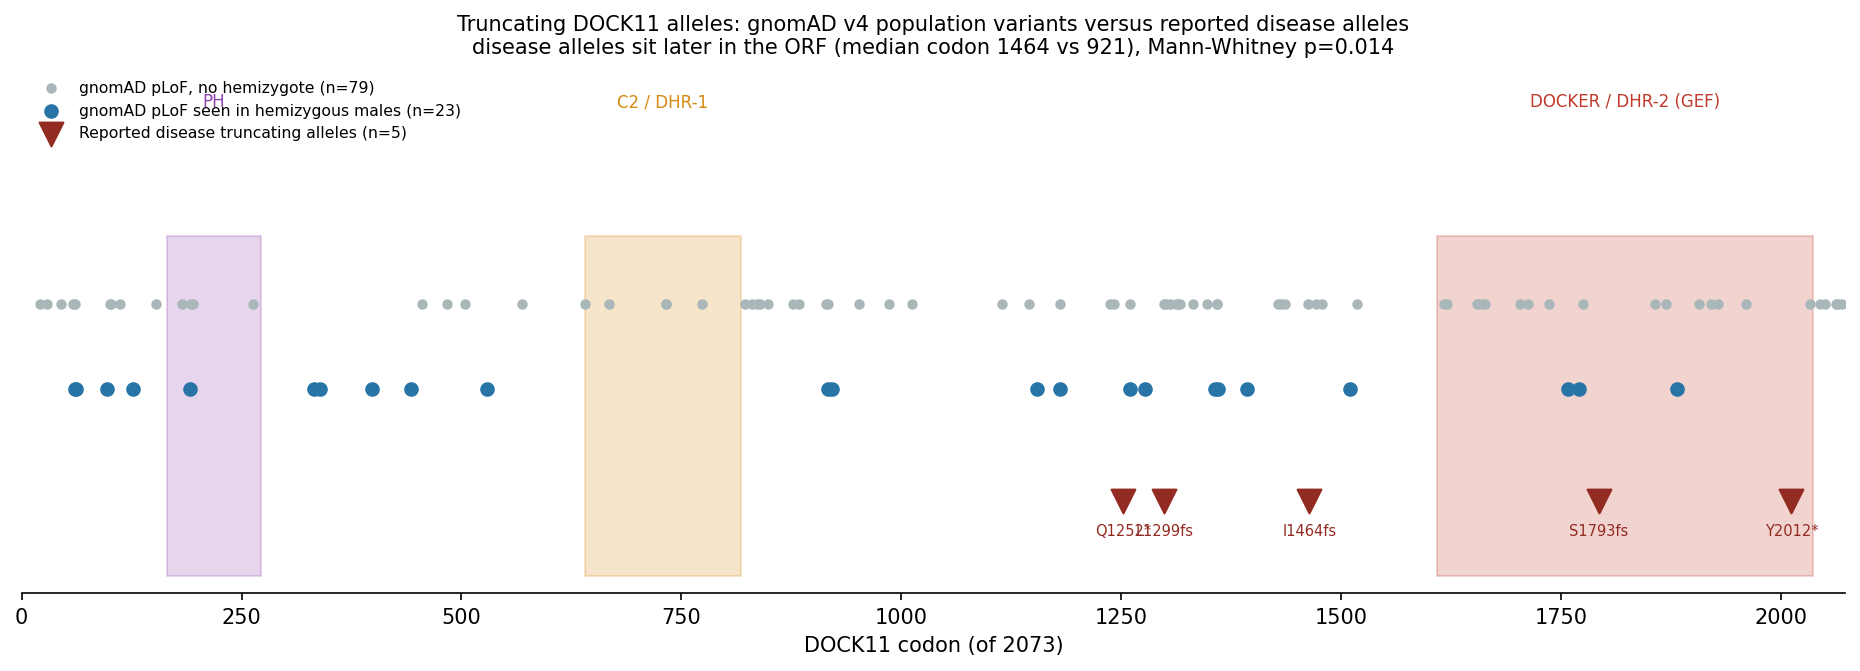 Truncating DOCK11 alleles: gnomAD v4 population variants versus reported disease alleles
disease alleles sit later in the ORF (median codon 1464 vs 921), Mann-Whitney p=0.014
gnomAD pLoF, no hemizygote (n=79)
PH
C2 / DHR-1
DOCKER / DHR-2 (GEF)
gnomAD pLoF seen in hemizygous males (n=23)
Reported disease truncating alleles (n=5)
I1464fs
S1793fs
Y2012*
0 250 500 750 1000 1250 1500 1750 2000
DOCK11 codon (of 2073)